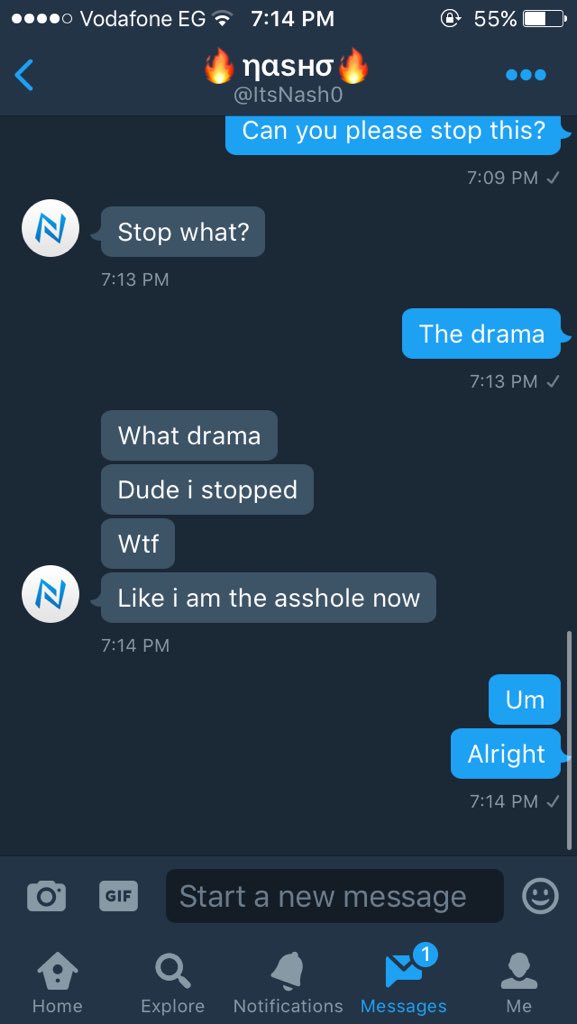 Vodafone EG 7:14 PM 55%
🔥 ηαѕнσ🔥
@ItsNash0
Can you please stop this?
7:09 PM ✓
Stop what?
7:13 PM
The drama
7:13 PM ✓
What drama
Dude i stopped
Wtf
Like i am the asshole now
7:14 PM
Um
Alright
7:14 PM ✓
GIF Start a new message
1
Home Explore Notifications Messages Me